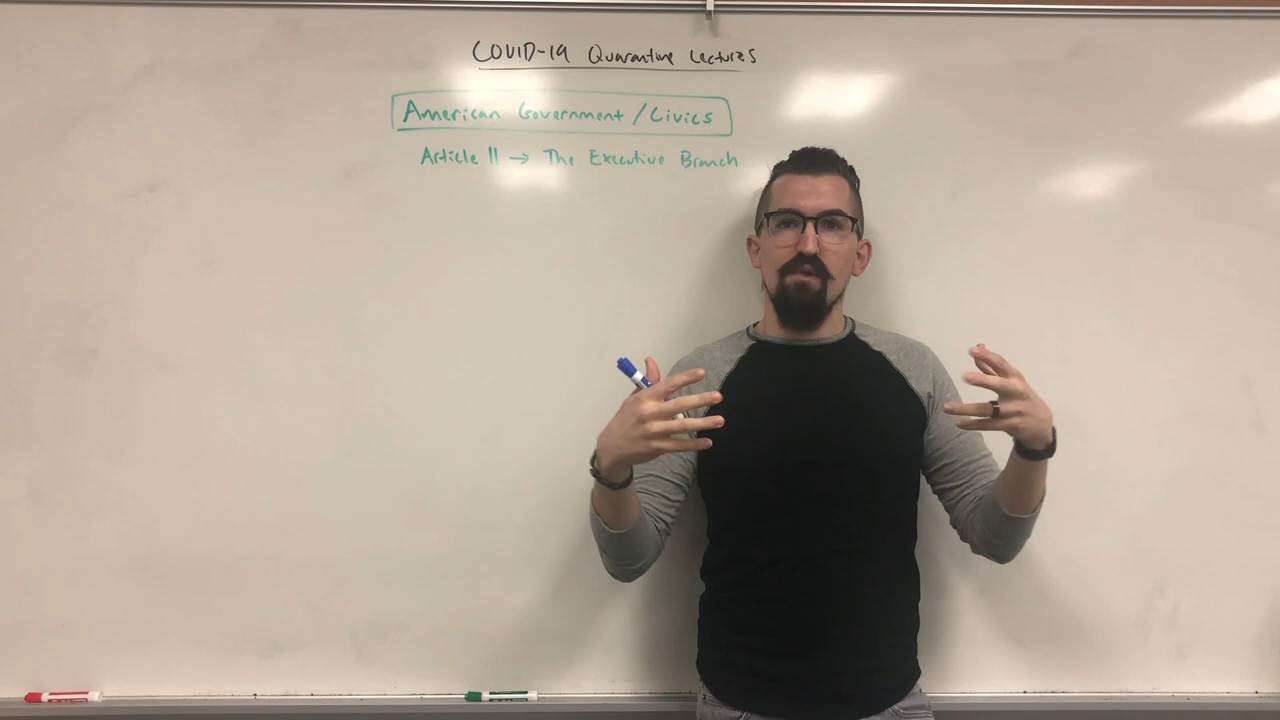 COVID-19 Quarantine Lectures
American Government/Civics
Article II → The Executive Branch